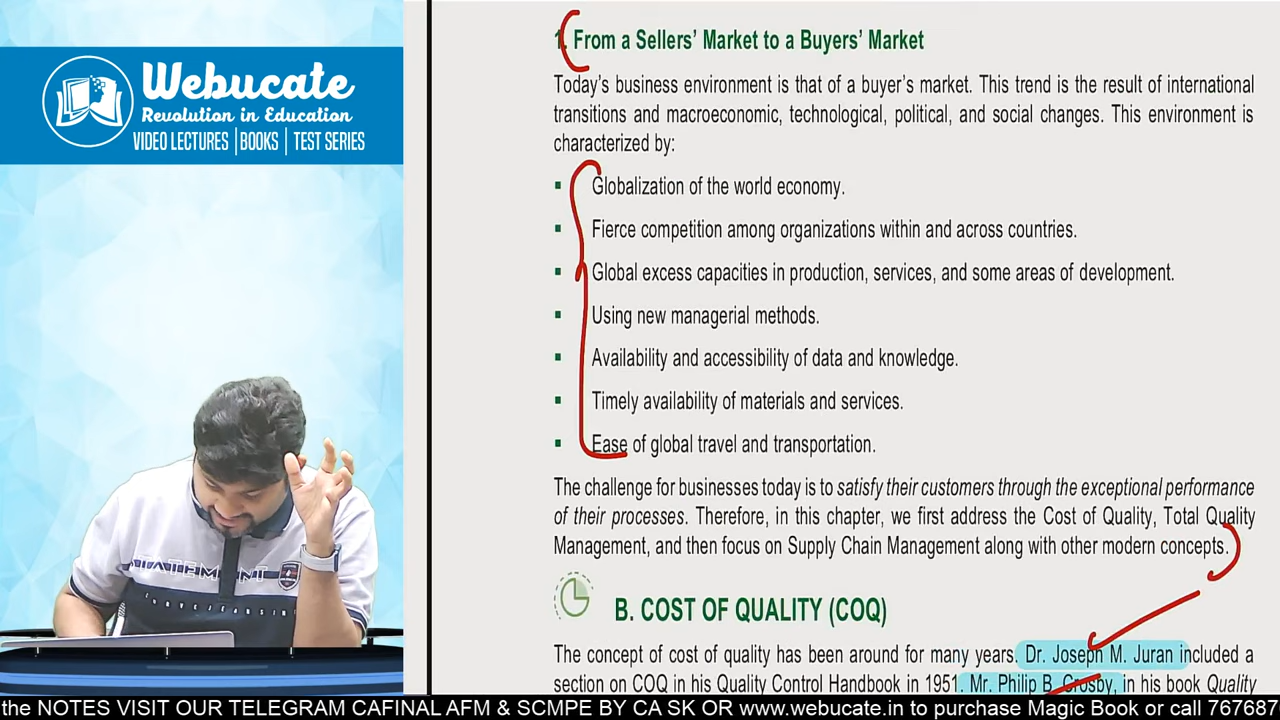 Webucate
Revolution in Education
VIDEO LECTURES | BOOKS | TEST SERIES
1. From a Sellers' Market to a Buyers' Market
Today's business environment is that of a buyer's market. This trend is the result of international
transitions and macroeconomic, technological, political, and social changes. This environment is
characterized by:
▪ Globalization of the world economy.
▪ Fierce competition among organizations within and across countries.
▪ Global excess capacities in production, services, and some areas of development.
▪ Using new managerial methods.
▪ Availability and accessibility of data and knowledge.
▪ Timely availability of materials and services.
▪ Ease of global travel and transportation.
The challenge for businesses today is to satisfy their customers through the exceptional performance
of their processes. Therefore, in this chapter, we first address the Cost of Quality, Total Quality
Management, and then focus on Supply Chain Management along with other modern concepts.
B. COST OF QUALITY (COQ)
The concept of cost of quality has been around for many years. Dr. Joseph M. Juran included a
section on COQ in his Quality Control Handbook in 1951. Mr. Philip B. Crosby, in his book Quality
the NOTES VISIT OUR TELEGRAM CAFINAL AFM & SCMPE BY CA SK OR www.webucate.in to purchase Magic Book or call 767687